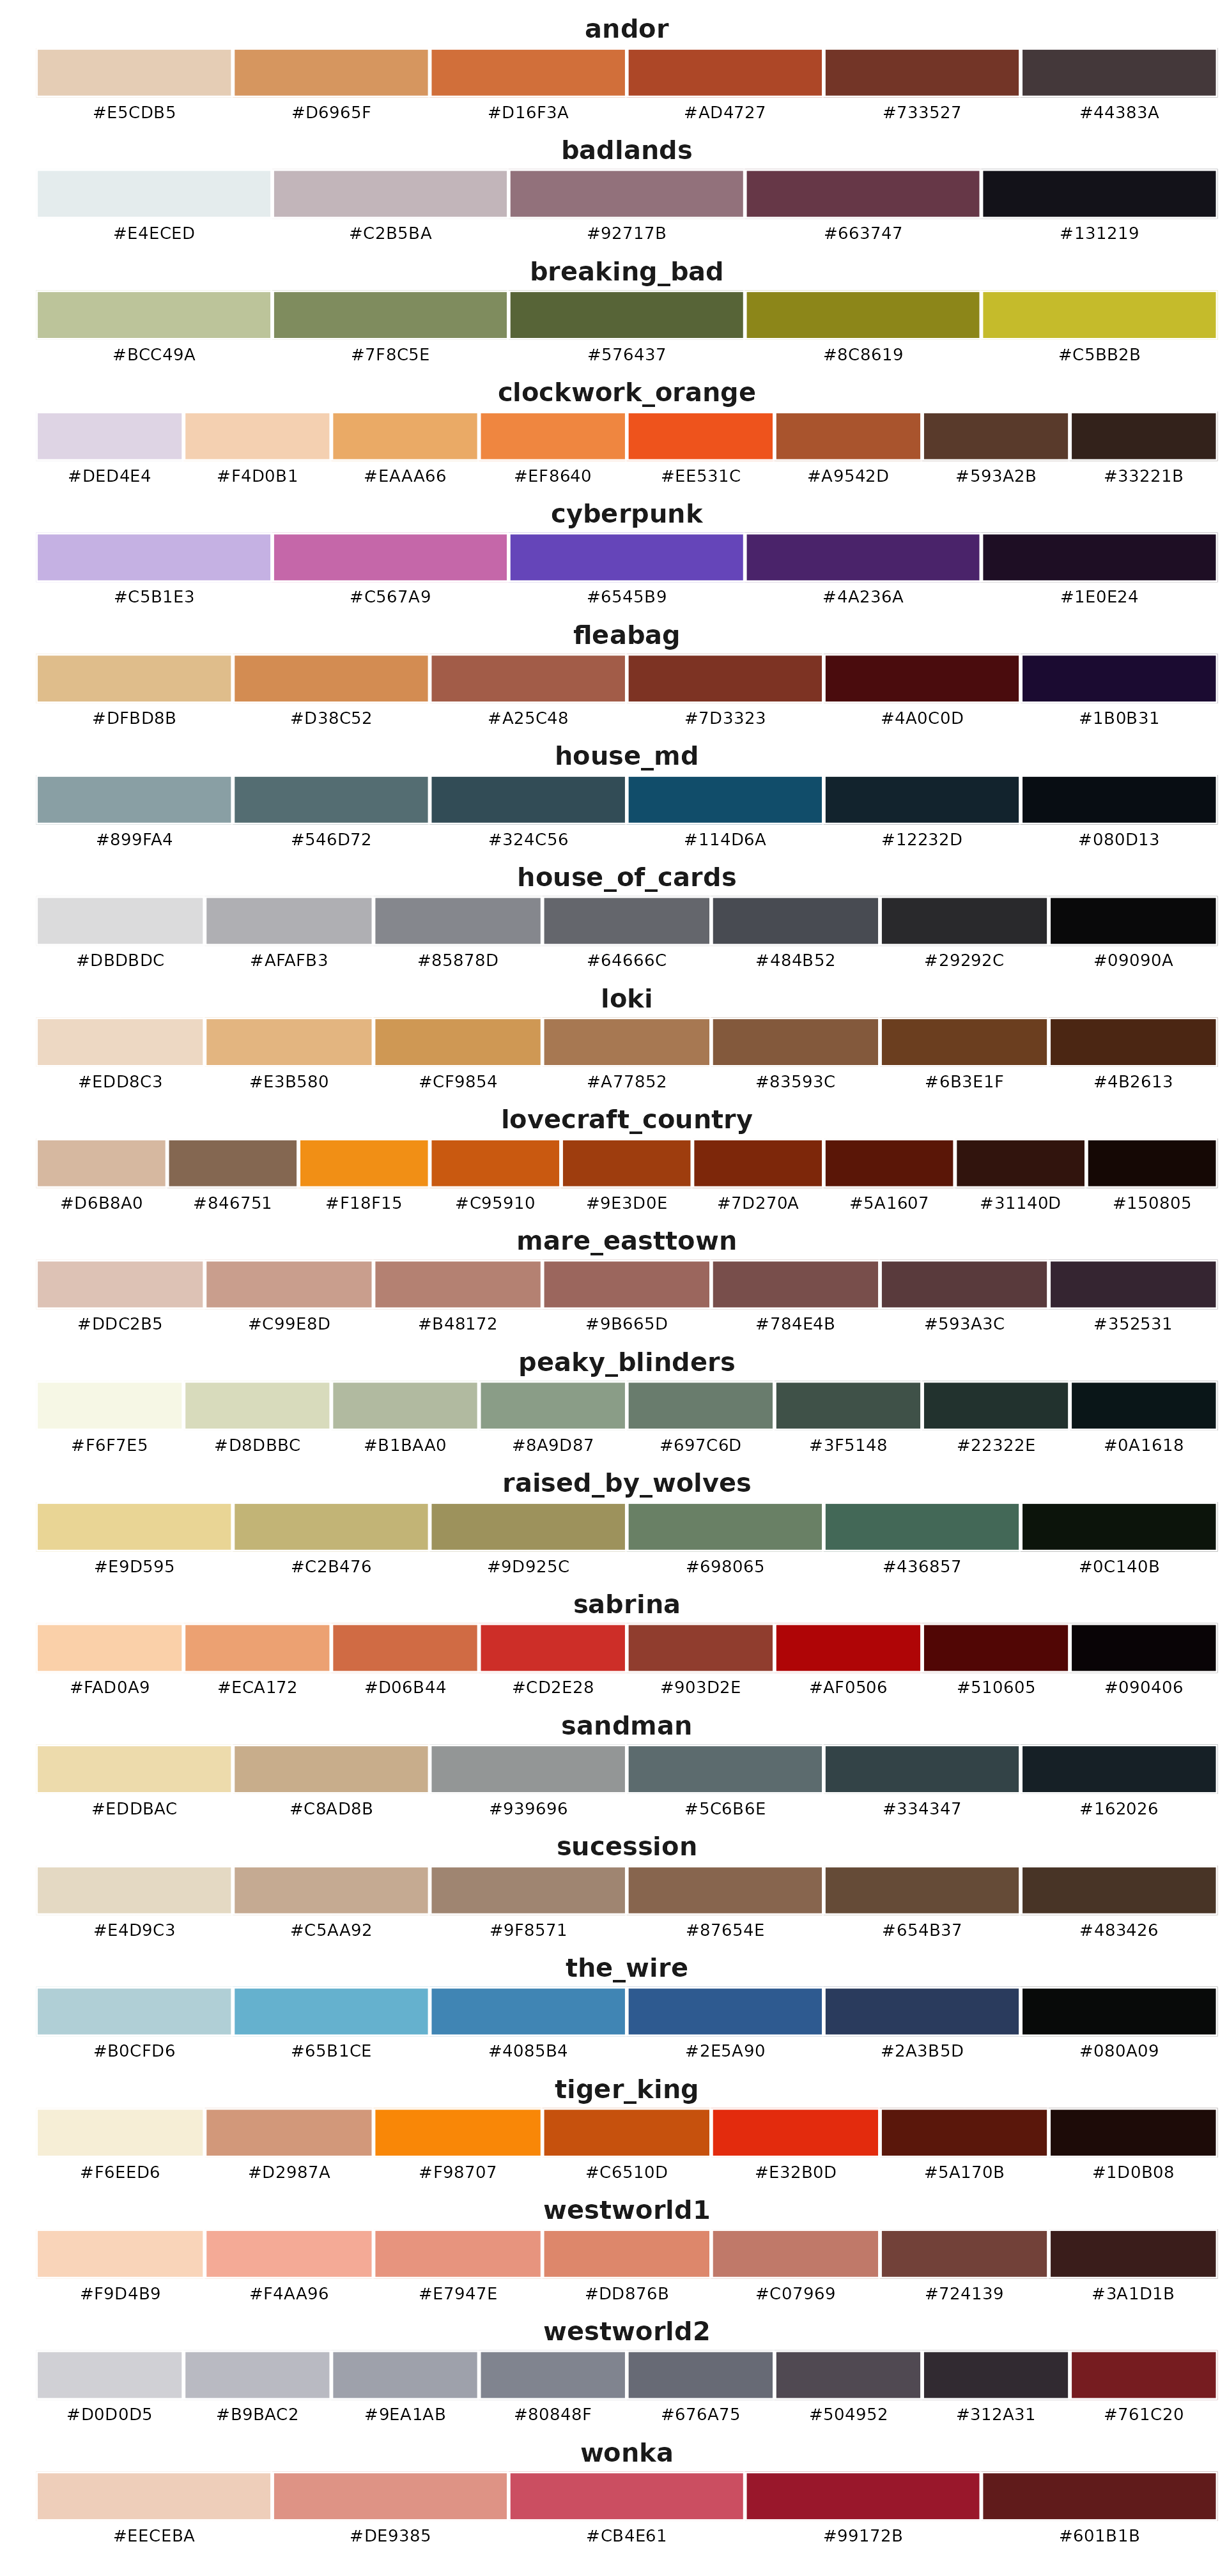 andor
#E5CDB5 #D6965F #D16F3A #AD4727 #733527 #44383A
badlands
#E4ECED #C2B5BA #92717B #663747 #131219
breaking_bad
#BCC49A #7F8C5E #576437 #8C8619 #C5BB2B
clockwork_orange
#DED4E4 #F4D0B1 #EAAA66 #EF8640 #EE531C #A9542D #593A2B #33221B
cyberpunk
#C5B1E3 #C567A9 #6545B9 #4A236A #1E0E24
fleabag
#DFBD8B #D38C52 #A25C48 #7D3323 #4A0C0D #1B0B31
house_md
#899FA4 #546D72 #324C56 #114D6A #12232D #080D13
house_of_cards
#DBDBDC #AFAFB3 #85878D #64666C #484B52 #29292C #09090A
loki
#EDD8C3 #E3B580 #CF9854 #A77852 #83593C #6B3E1F #4B2613
lovecraft_country
#D6B8A0 #846751 #F18F15 #C95910 #9E3D0E #7D270A #5A1607 #31140D #150805
mare_easttown
#DDC2B5 #C99E8D #B48172 #9B665D #784E4B #593A3C #352531
peaky_blinders
#F6F7E5 #D8DBBC #B1BAA0 #8A9D87 #697C6D #3F5148 #22322E #0A1618
raised_by_wolves
#E9D595 #C2B476 #9D925C #698065 #436857 #0C140B
sabrina
#FAD0A9 #ECA172 #D06B44 #CD2E28 #903D2E #AF0506 #510605 #090406
sandman
#EDDBAC #C8AD8B #939696 #5C6B6E #334347 #162026
sucession
#E4D9C3 #C5AA92 #9F8571 #87654E #654B37 #483426
the_wire
#B0CFD6 #65B1CE #4085B4 #2E5A90 #2A3B5D #080A09
tiger_king
#F6EED6 #D2987A #F98707 #C6510D #E32B0D #5A170B #1D0B08
westworld1
#F9D4B9 #F4AA96 #E7947E #DD876B #C07969 #724139 #3A1D1B
westworld2
#D0D0D5 #B9BAC2 #9EA1AB #80848F #676A75 #504952 #312A31 #761C20
wonka
#EECEBA #DE9385 #CB4E61 #99172B #601B1B